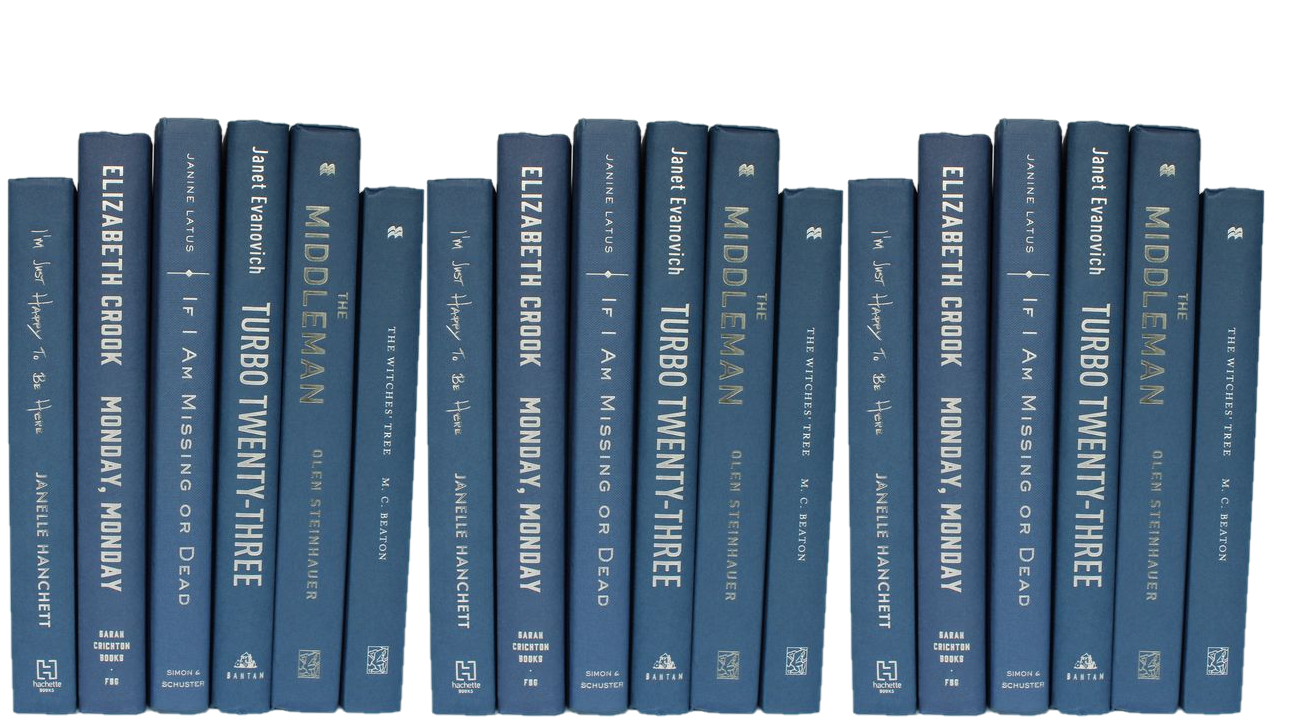 I'm Just Happy To Be Here
JANELLE HANCHETT
hachette
BOOKS
ELIZABETH CROOK
MONDAY, MONDAY
SARAH
CRICHTON
BOOKS
FSG
JANINE LATUS
IF I AM MISSING OR DEAD
SIMON &
SCHUSTER
Janet Evanovich
TURBO TWENTY-THREE
BANTAM
THE
MIDDLEMAN
OLEN STEINHAUER
THE WITCHES' TREE
M. C. BEATON
I'm Just Happy To Be Here
JANELLE HANCHETT
hachette
BOOKS
ELIZABETH CROOK
MONDAY, MONDAY
SARAH
CRICHTON
BOOKS
FSG
JANINE LATUS
IF I AM MISSING OR DEAD
SIMON &
SCHUSTER
Janet Evanovich
TURBO TWENTY-THREE
BANTAM
THE
MIDDLEMAN
OLEN STEINHAUER
THE WITCHES' TREE
M. C. BEATON
I'm Just Happy To Be Here
JANELLE HANCHETT
hachette
BOOKS
ELIZABETH CROOK
MONDAY, MONDAY
SARAH
CRICHTON
BOOKS
FSG
JANINE LATUS
IF I AM MISSING OR DEAD
SIMON &
SCHUSTER
Janet Evanovich
TURBO TWENTY-THREE
BANTAM
THE
MIDDLEMAN
OLEN STEINHAUER
THE WITCHES' TREE
M. C. BEATON